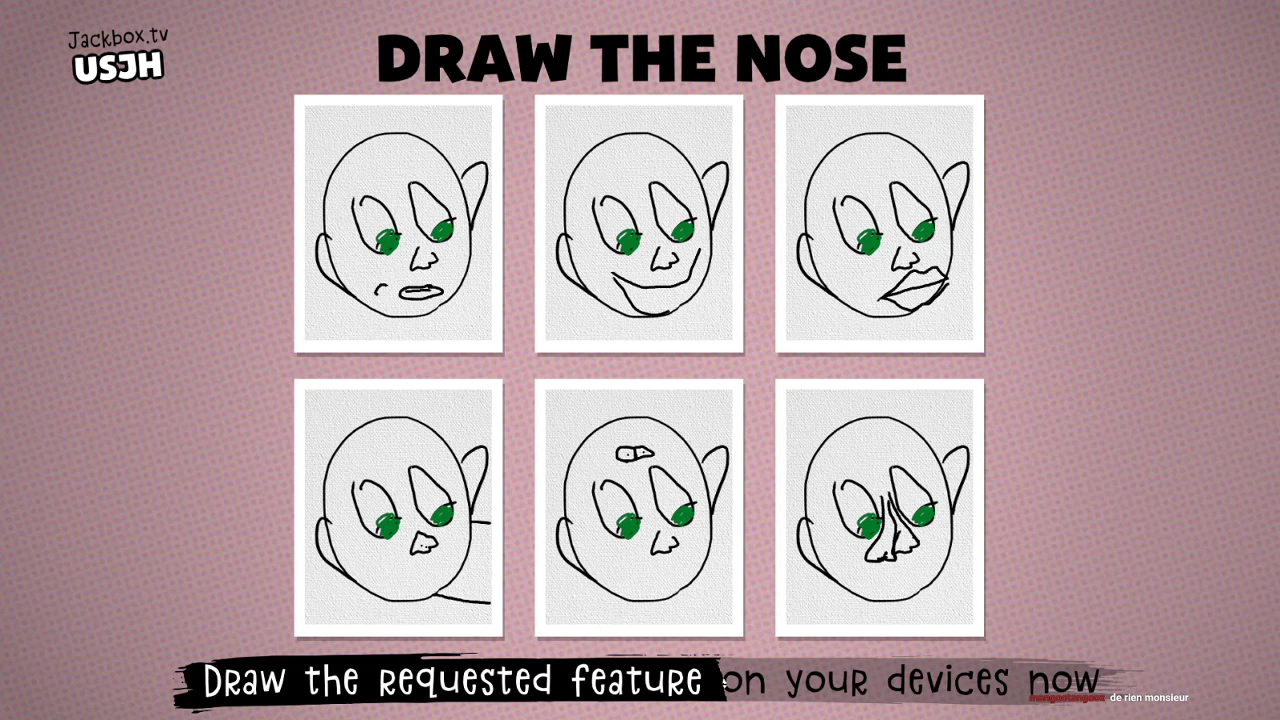 Jackbox.tv
USJH
DRAW THE NOSE
Draw the requested feature on your devices now
de rien monsieur